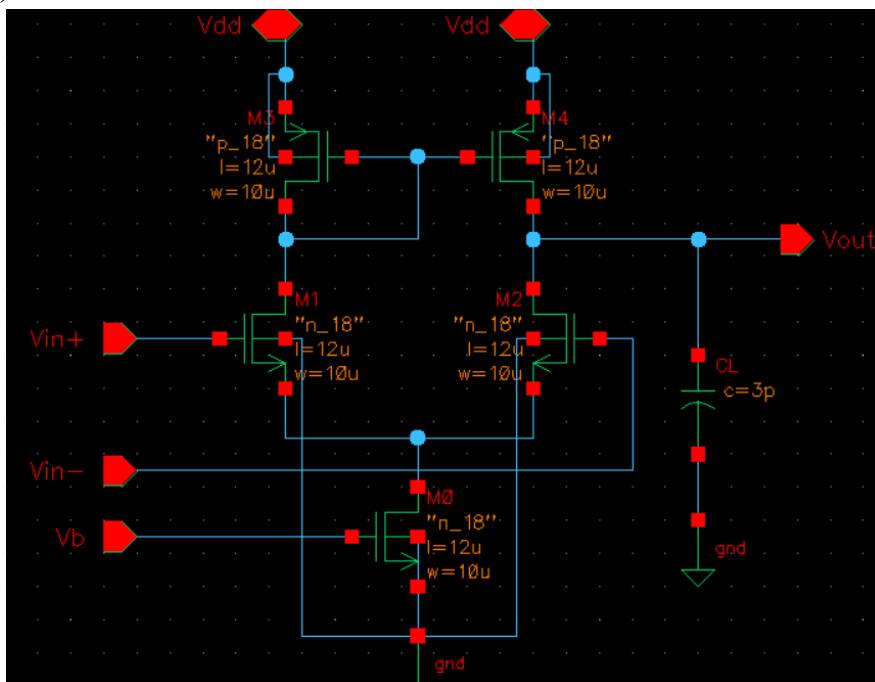 Vdd
Vdd
M3
"p_18"
l=12u
w=10u
M4
"p_18"
l=12u
w=10u
Vout
M1
"n_18"
l=12u
w=10u
M2
"n_18"
l=12u
w=10u
Vin+
CL
c=3p
Vin-
M0
"n_18"
l=12u
w=10u
Vb
gnd
gnd